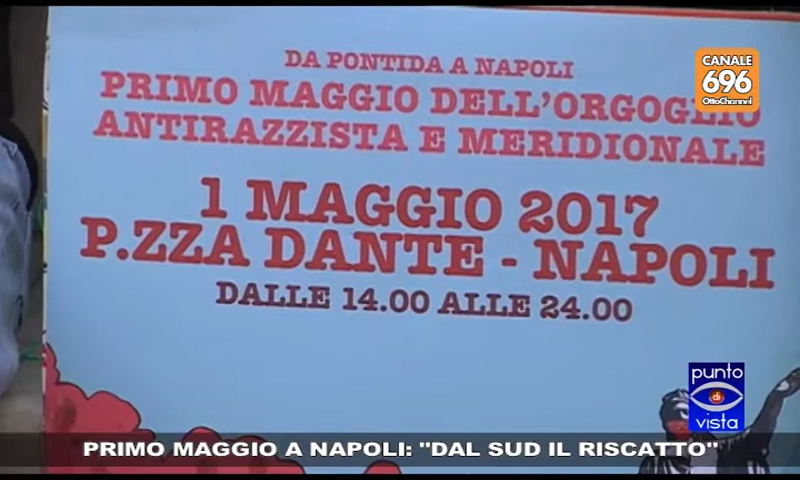 DA PONTIDA A NAPOLI
PRIMO MAGGIO DELL'ORGOGLIO
ANTIRAZZISTA E MERIDIONALE
1 MAGGIO 2017
P.ZZA DANTE - NAPOLI
DALLE 14.00 ALLE 24.00
CANALE
696
OttoChannel
punto
di
vista
PRIMO MAGGIO A NAPOLI: "DAL SUD IL RISCATTO"